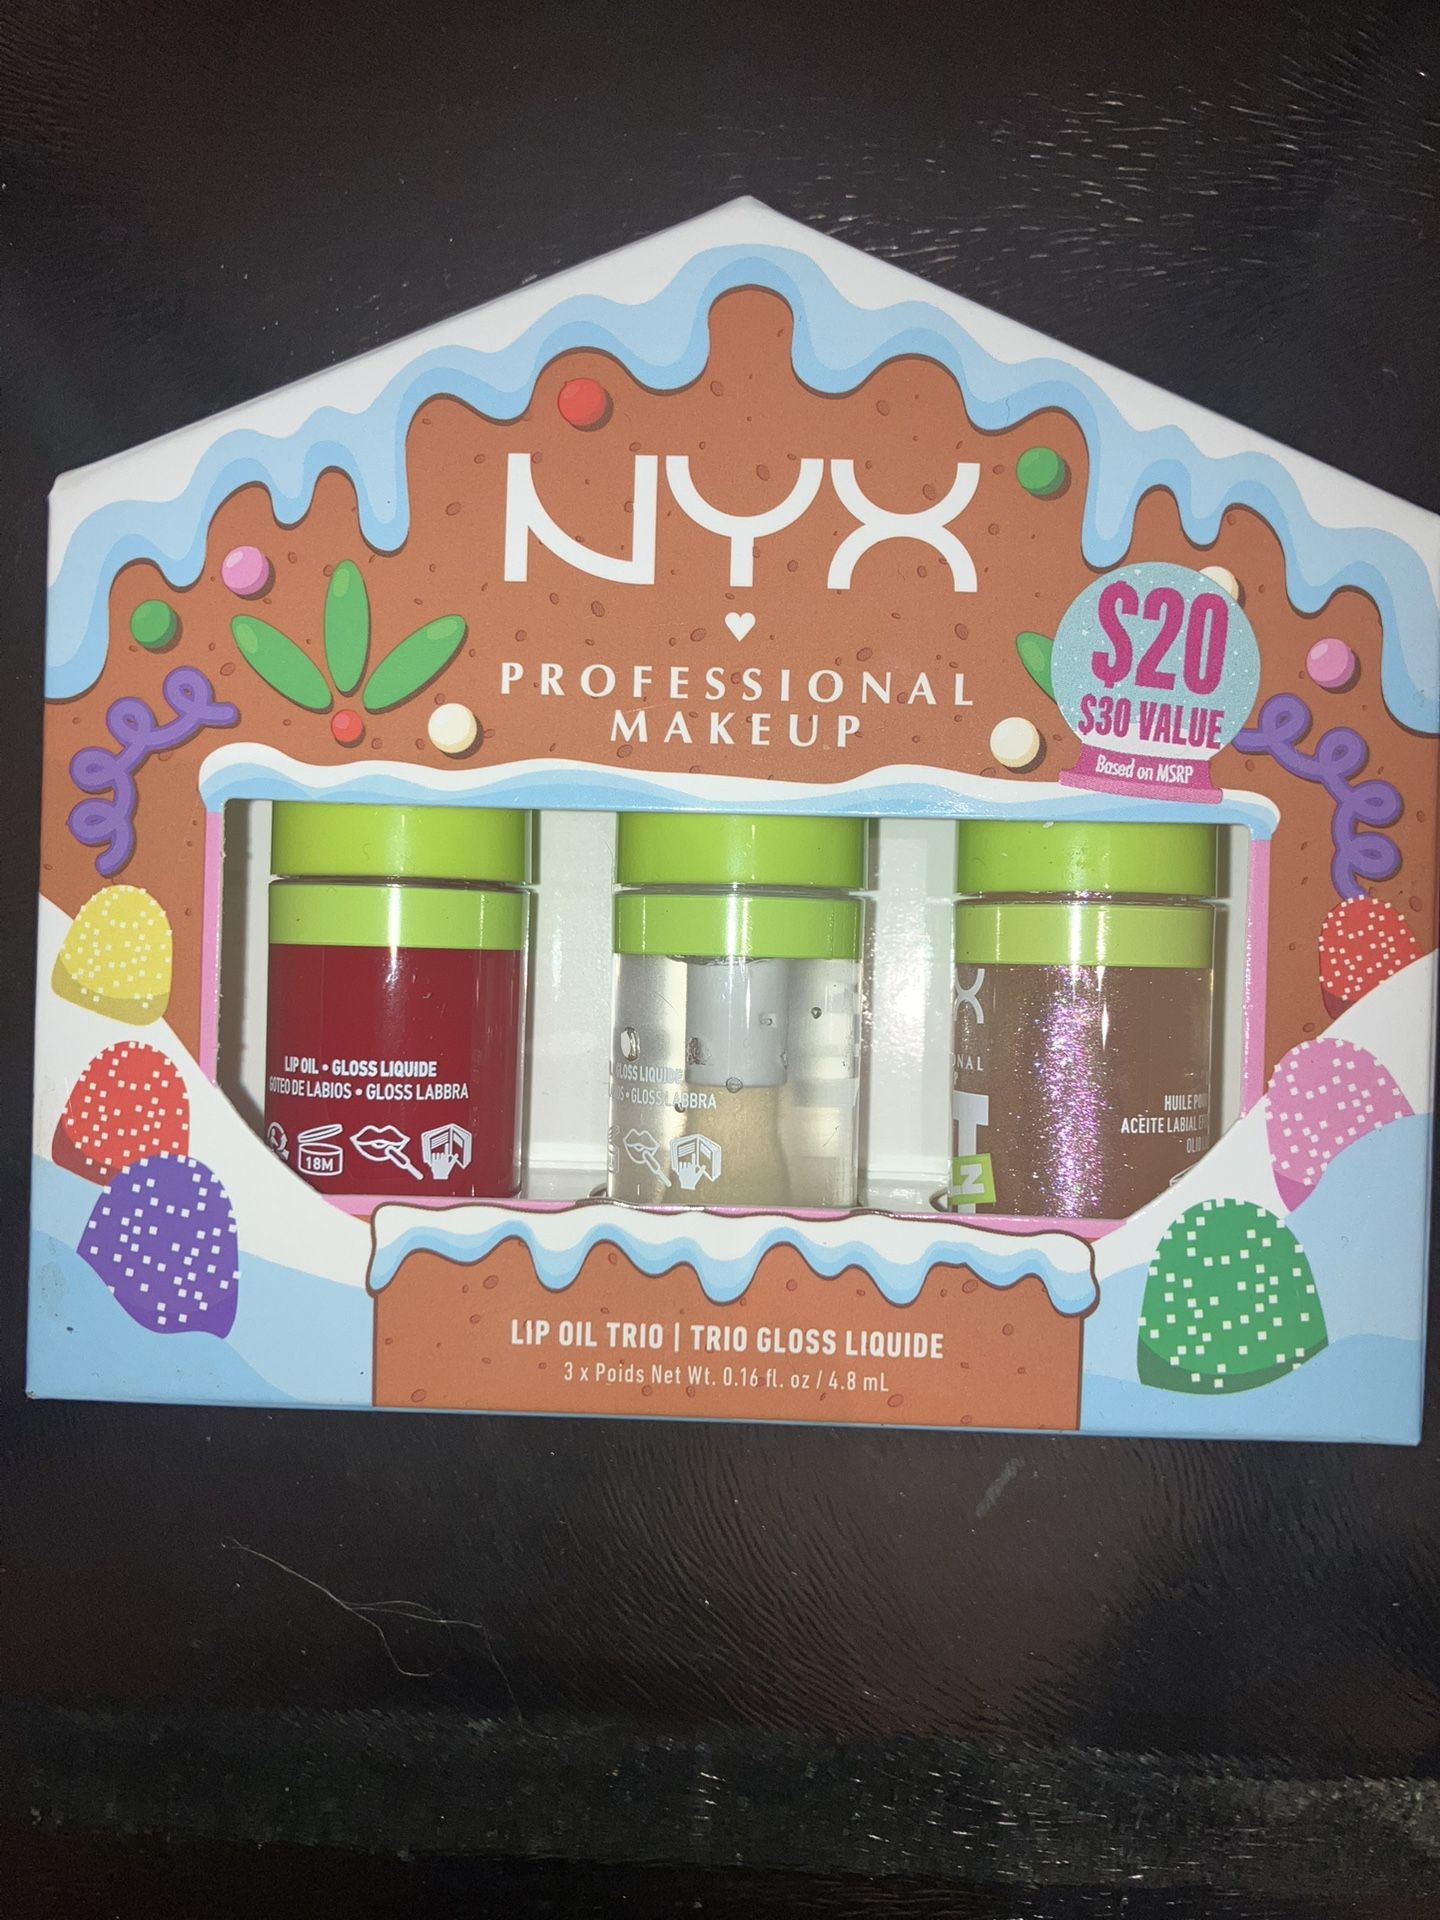 NYX
PROFESSIONAL
MAKEUP
$20
$30 VALUE
Based on MSRP
LIP OIL • GLOSS LIQUIDE
GOTEO DE LABIOS • GLOSS LABBRA
18M
GLOSS LIQUIDE
GLOSS LABBRA
X
ONAL
HUILE
ACEITE LABIAL
LIP OIL TRIO | TRIO GLOSS LIQUIDE
3 x Poids Net Wt. 0.16 fl. oz / 4.8 mL